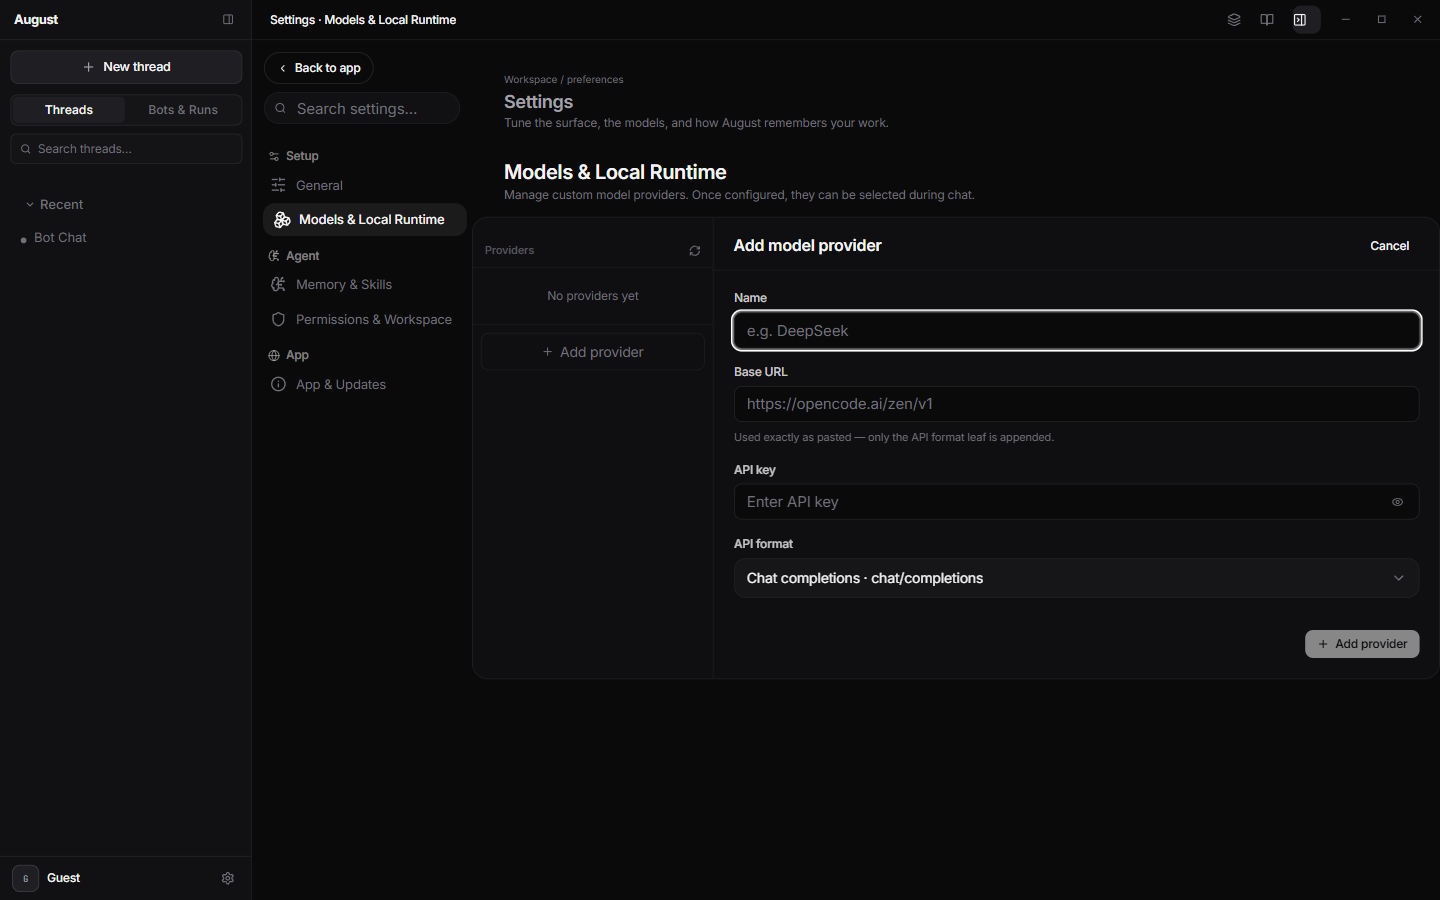 August
New thread
Threads
Bots & Runs
Search threads...
Recent
Bot Chat
G
Guest
Settings · Models & Local Runtime
Back to app
Search settings...
Setup
General
Models & Local Runtime
Agent
Memory & Skills
Permissions & Workspace
App
App & Updates
Workspace / preferences
Settings
Tune the surface, the models, and how August remembers your work.
Models & Local Runtime
Manage custom model providers. Once configured, they can be selected during chat.
Providers
No providers yet
Add provider
Add model provider
Cancel
Name
e.g. DeepSeek
Base URL
https://opencode.ai/zen/v1
Used exactly as pasted — only the API format leaf is appended.
API key
Enter API key
API format
Chat completions · chat/completions
Add provider